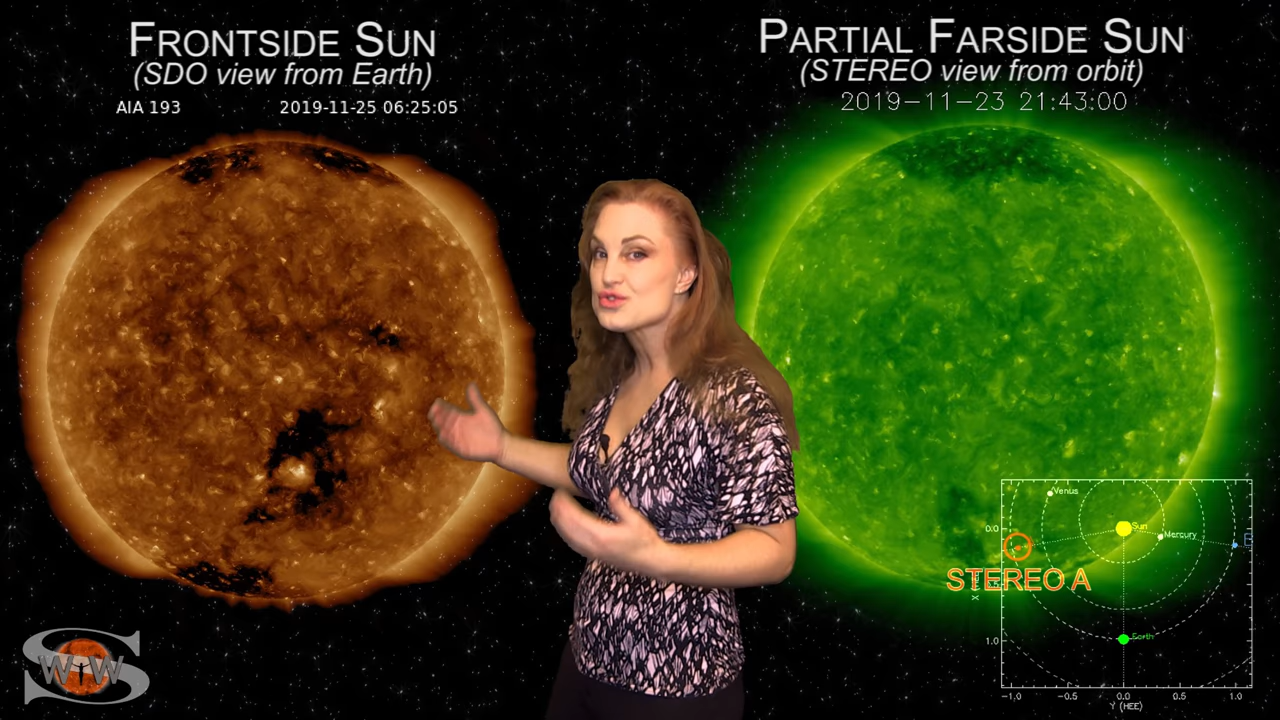 FRONTSIDE SUN
(SDO view from Earth)
AIA 193 2019-11-25 06:25:05
PARTIAL FARSIDE SUN
(STEREO view from orbit)
2019-11-23 21:43:00
Venus
0.0
Sun
Mercury
STEREO A
1.0
Earth
-1.0 -0.5 0.0 0.5 1.0
Y (HEE)
S
WTW